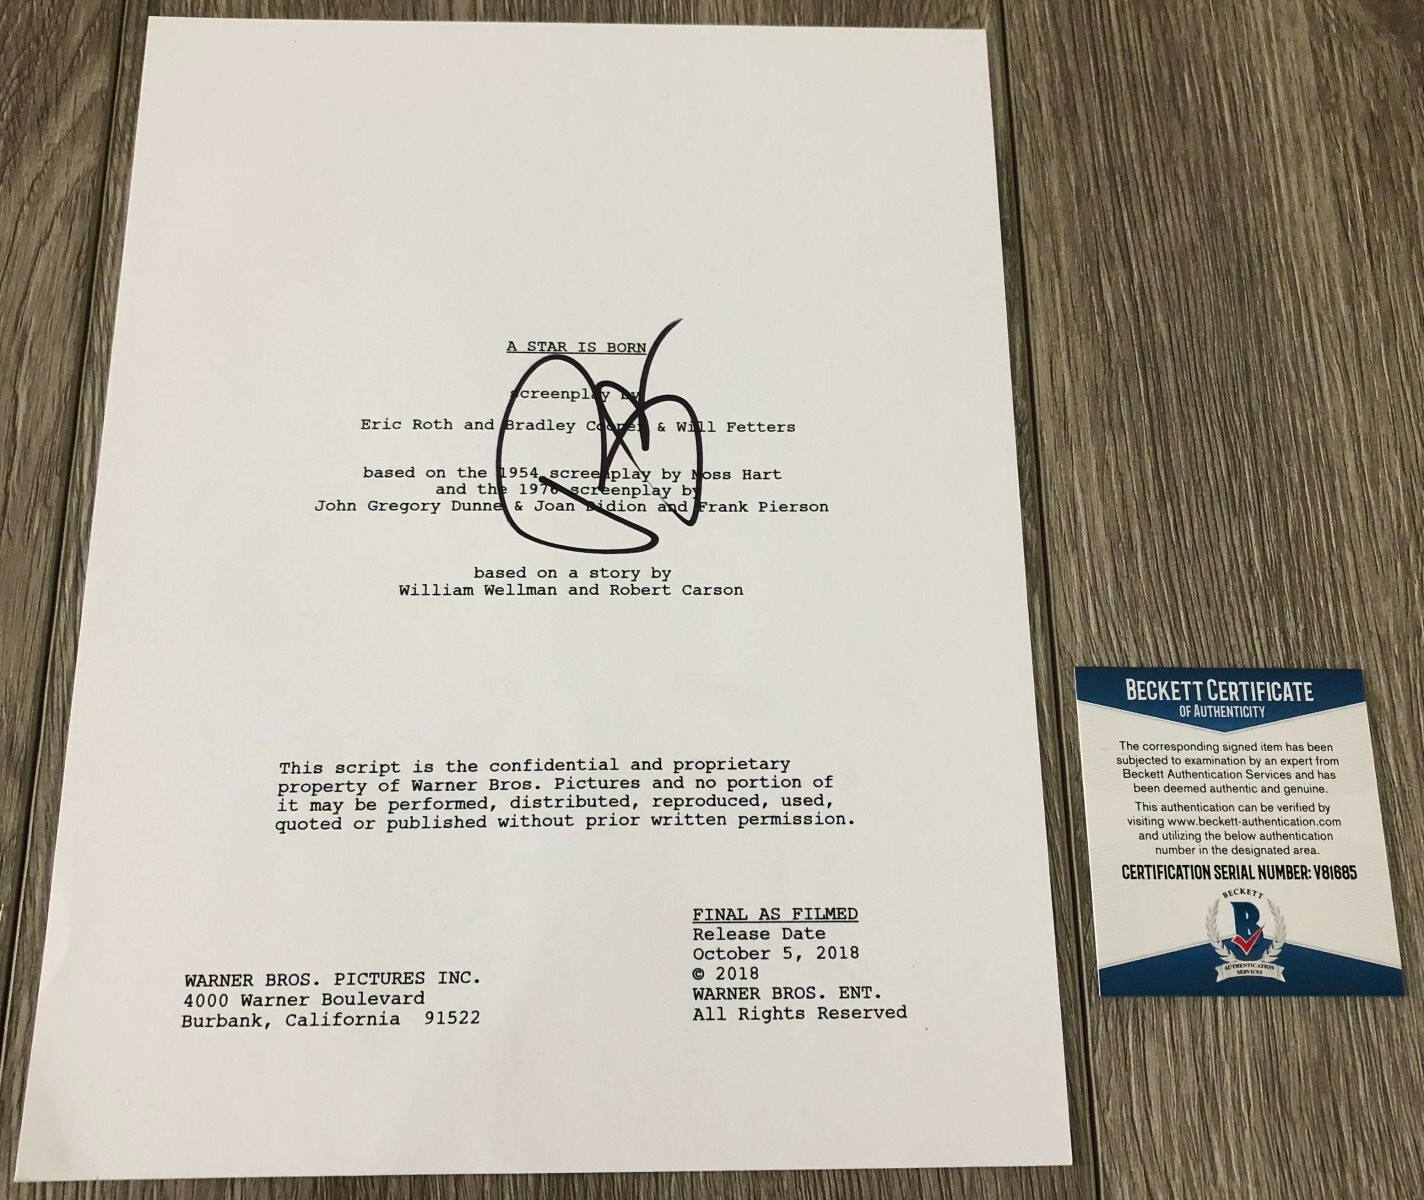 A STAR IS BORN
screenplay by
Eric Roth and Bradley Cooper & Will Fetters
based on the 1954 screenplay by Moss Hart
and the 1976 screenplay by
John Gregory Dunne & Joan Didion and Frank Pierson
based on a story by
William Wellman and Robert Carson
This script is the confidential and proprietary
property of Warner Bros. Pictures and no portion of
it may be performed, distributed, reproduced, used,
quoted or published without prior written permission.
FINAL AS FILMED
Release Date
October 5, 2018
© 2018
WARNER BROS. ENT.
All Rights Reserved
WARNER BROS. PICTURES INC.
4000 Warner Boulevard
Burbank, California 91522
BECKETT CERTIFICATE
OF AUTHENTICITY
The corresponding signed item has been
subjected to examination by an expert from
Beckett Authentication Services and has
been deemed authentic and genuine.
This authentication can be verified by
visiting www.beckett-authentication.com
and utilizing the below authentication
number in the designated area.
CERTIFICATION SERIAL NUMBER: V81685
BECKETT
B
AUTHENTICATION
SERVICES